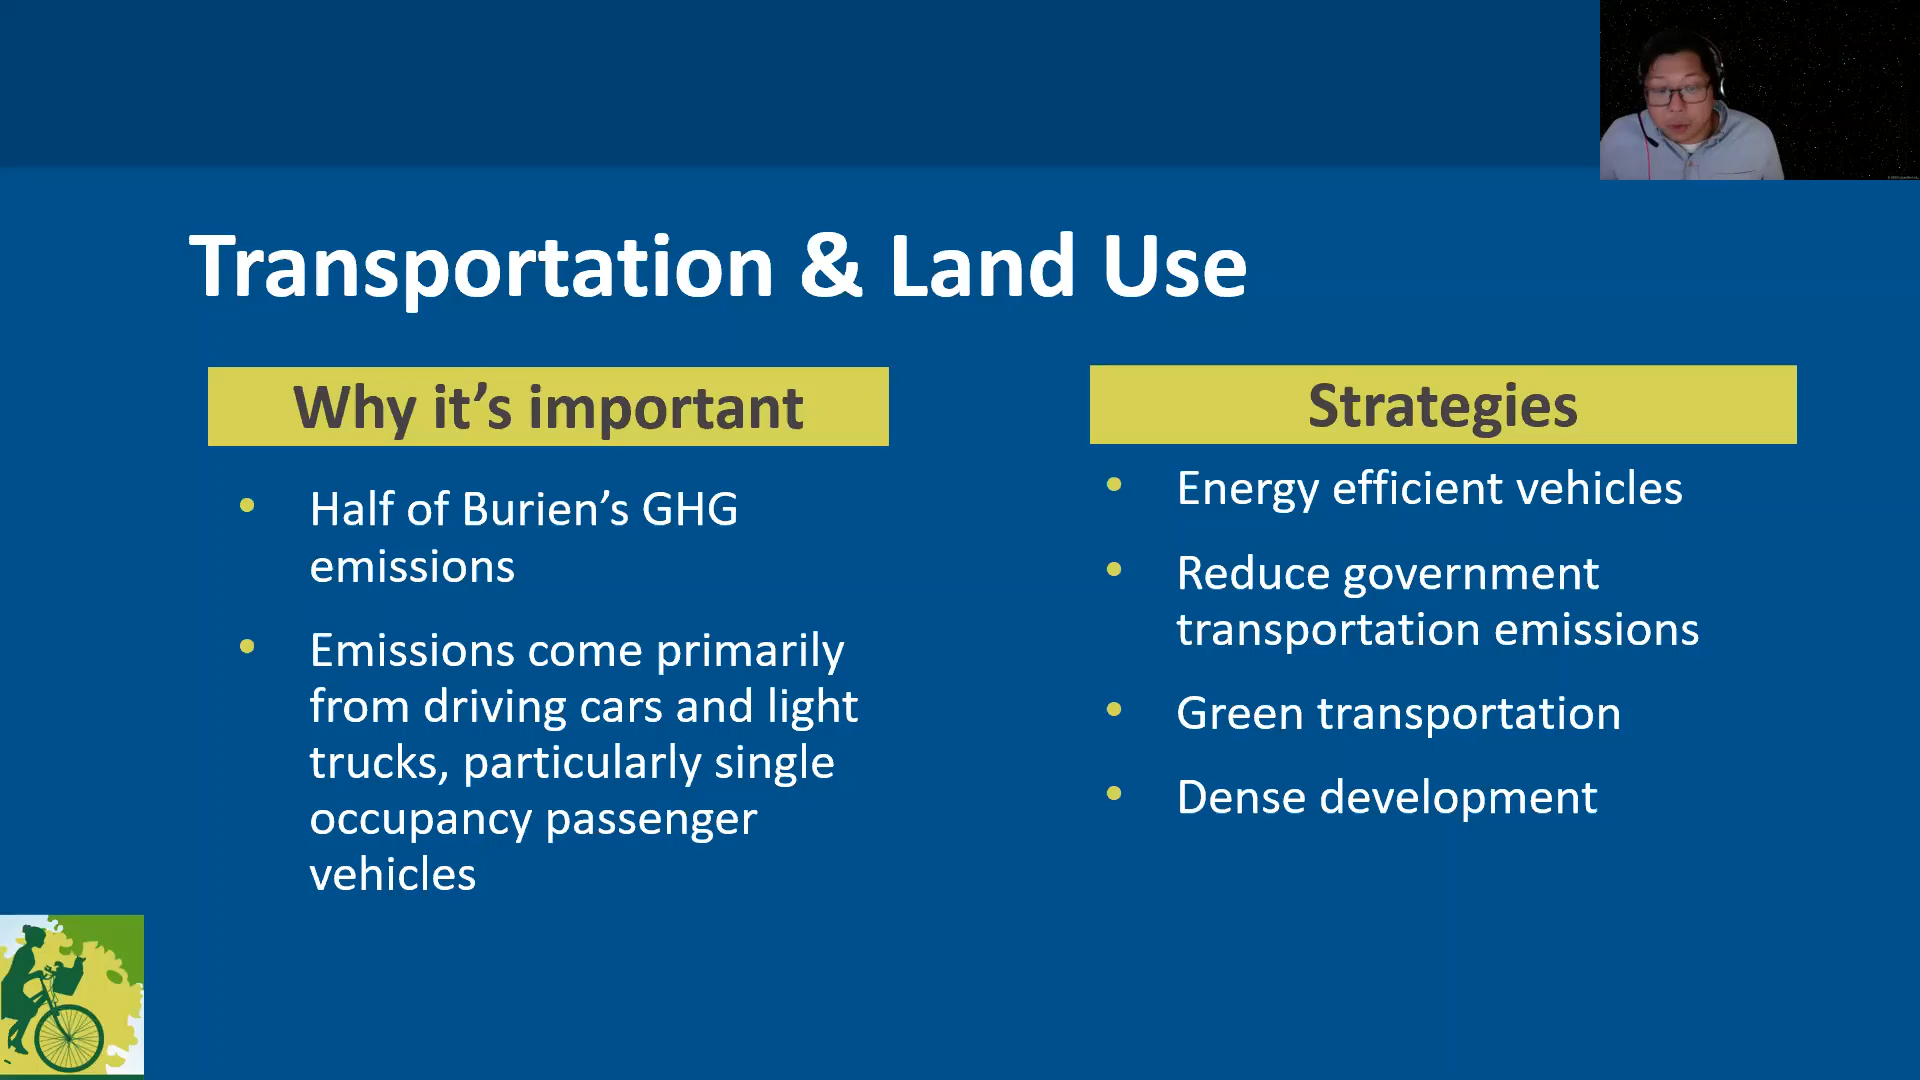 Transportation & Land Use
Why it’s important
• Half of Burien’s GHG
emissions
• Emissions come primarily
from driving cars and light
trucks, particularly single
occupancy passenger
vehicles
Strategies
• Energy efficient vehicles
• Reduce government
transportation emissions
• Green transportation
• Dense development